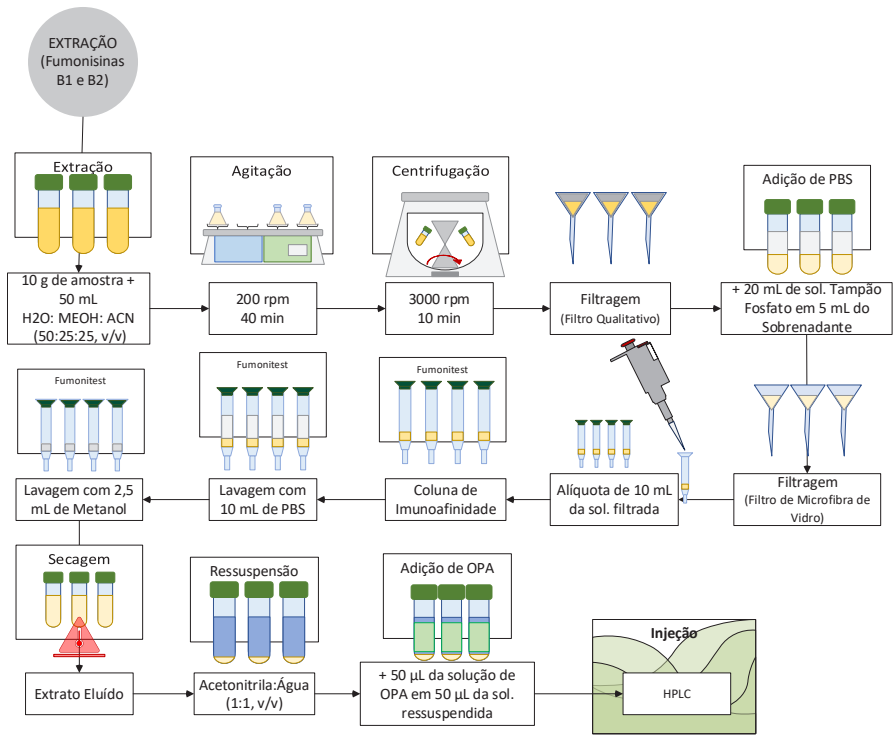 EXTRAÇÃO
(Fumonisinas
B1 e B2)
Extração
10 g de amostra +
50 mL
H2O: MEOH: ACN
(50:25:25, v/v)
Agitação
200 rpm
40 min
Centrifugação
3000 rpm
10 min
Filtragem
(Filtro Qualitativo)
Adição de PBS
+ 20 mL de sol. Tampão
Fosfato em 5 mL do
Sobrenadante
Filtragem
(Filtro de Microfibra de
Vidro)
Alíquota de 10 mL
da sol. filtrada
Fumonitest
Coluna de
Imunoafinidade
Fumonitest
Lavagem com
10 mL de PBS
Fumonitest
Lavagem com 2,5
mL de Metanol
Secagem
Extrato Eluído
Ressuspensão
Acetonitrila:Água
(1:1, v/v)
Adição de OPA
+ 50 µL da solução de
OPA em 50 µL da sol.
ressuspendida
Injeção
HPLC